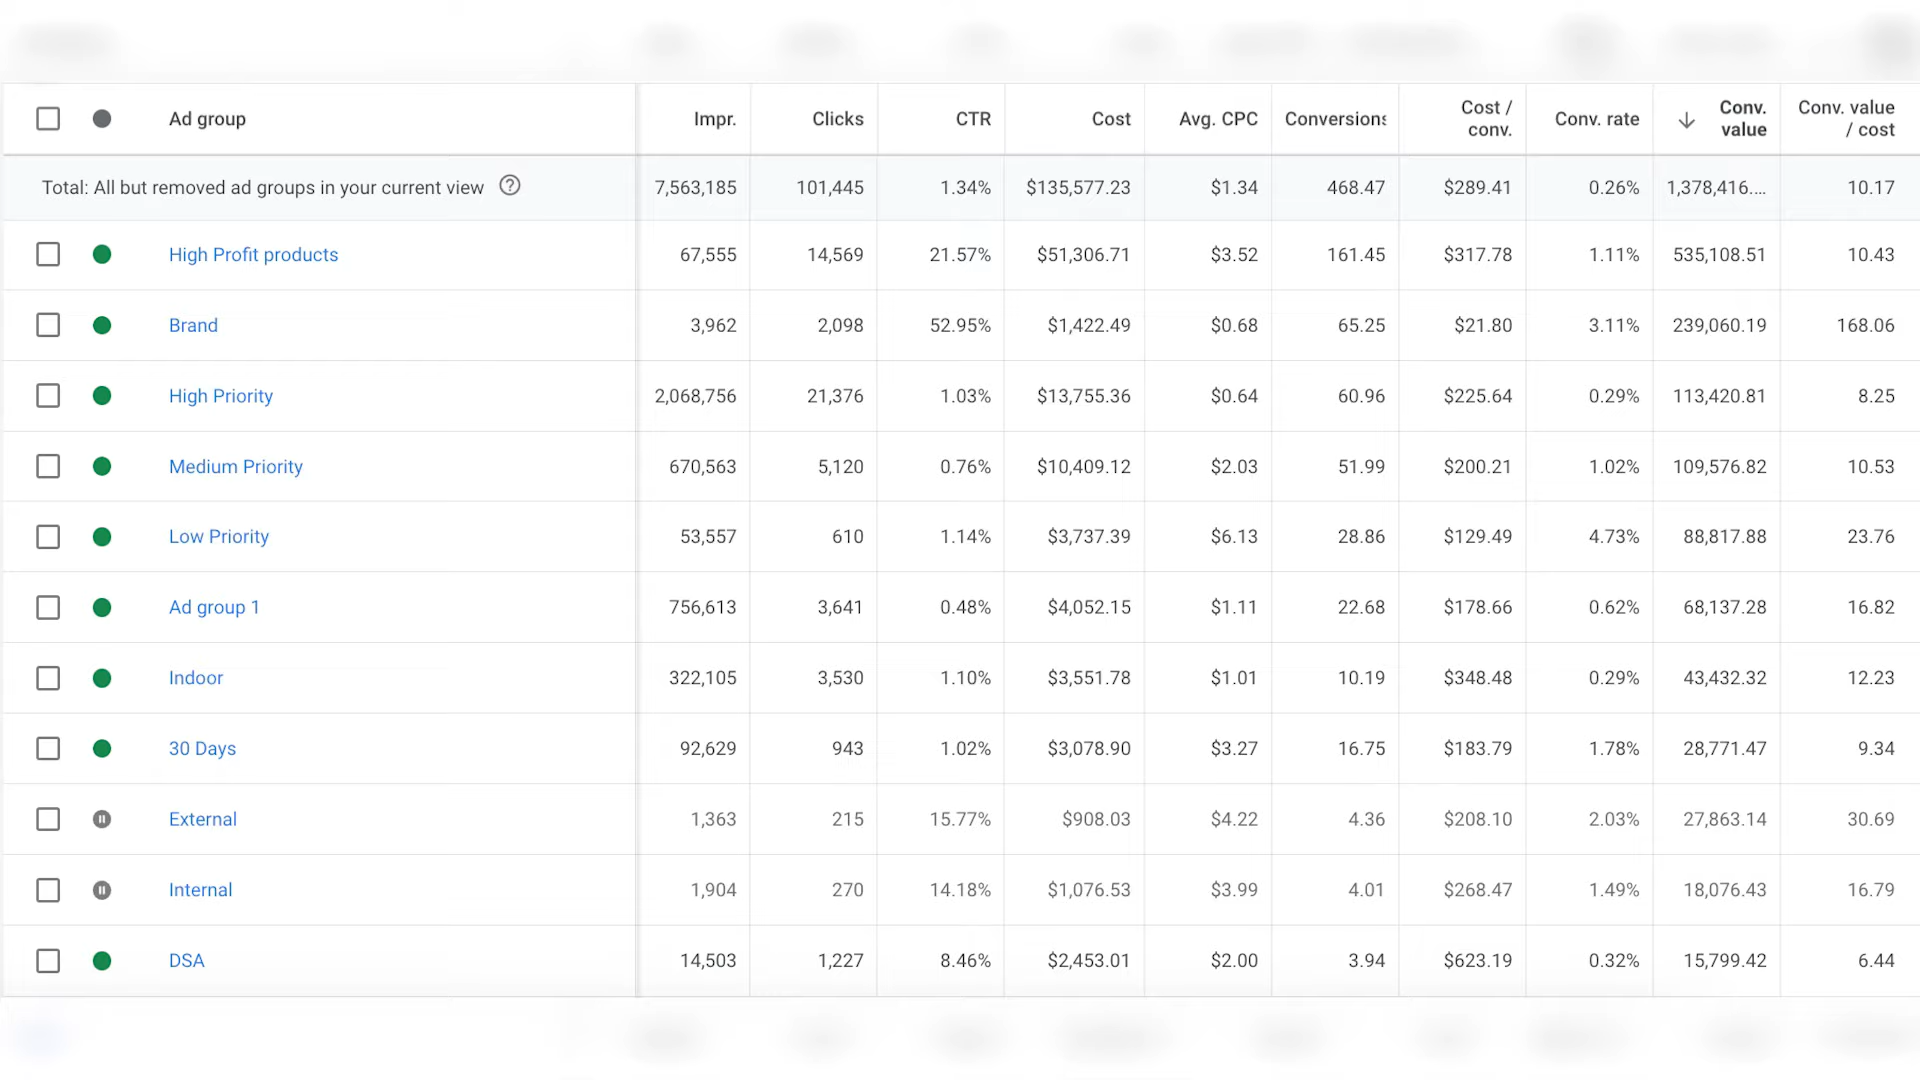 Ad group Impr. Clicks CTR Cost Avg. CPC Conversions Cost / conv. Conv. rate Conv. value Conv. value / cost
Total: All but removed ad groups in your current view 7,563,185 101,445 1.34% $135,577.23 $1.34 468.47 $289.41 0.26% 1,378,416.... 10.17
High Profit products 67,555 14,569 21.57% $51,306.71 $3.52 161.45 $317.78 1.11% 535,108.51 10.43
Brand 3,962 2,098 52.95% $1,422.49 $0.68 65.25 $21.80 3.11% 239,060.19 168.06
High Priority 2,068,756 21,376 1.03% $13,755.36 $0.64 60.96 $225.64 0.29% 113,420.81 8.25
Medium Priority 670,563 5,120 0.76% $10,409.12 $2.03 51.99 $200.21 1.02% 109,576.82 10.53
Low Priority 53,557 610 1.14% $3,737.39 $6.13 28.86 $129.49 4.73% 88,817.88 23.76
Ad group 1 756,613 3,641 0.48% $4,052.15 $1.11 22.68 $178.66 0.62% 68,137.28 16.82
Indoor 322,105 3,530 1.10% $3,551.78 $1.01 10.19 $348.48 0.29% 43,432.32 12.23
30 Days 92,629 943 1.02% $3,078.90 $3.27 16.75 $183.79 1.78% 28,771.47 9.34
External 1,363 215 15.77% $908.03 $4.22 4.36 $208.10 2.03% 27,863.14 30.69
Internal 1,904 270 14.18% $1,076.53 $3.99 4.01 $268.47 1.49% 18,076.43 16.79
DSA 14,503 1,227 8.46% $2,453.01 $2.00 3.94 $623.19 0.32% 15,799.42 6.44